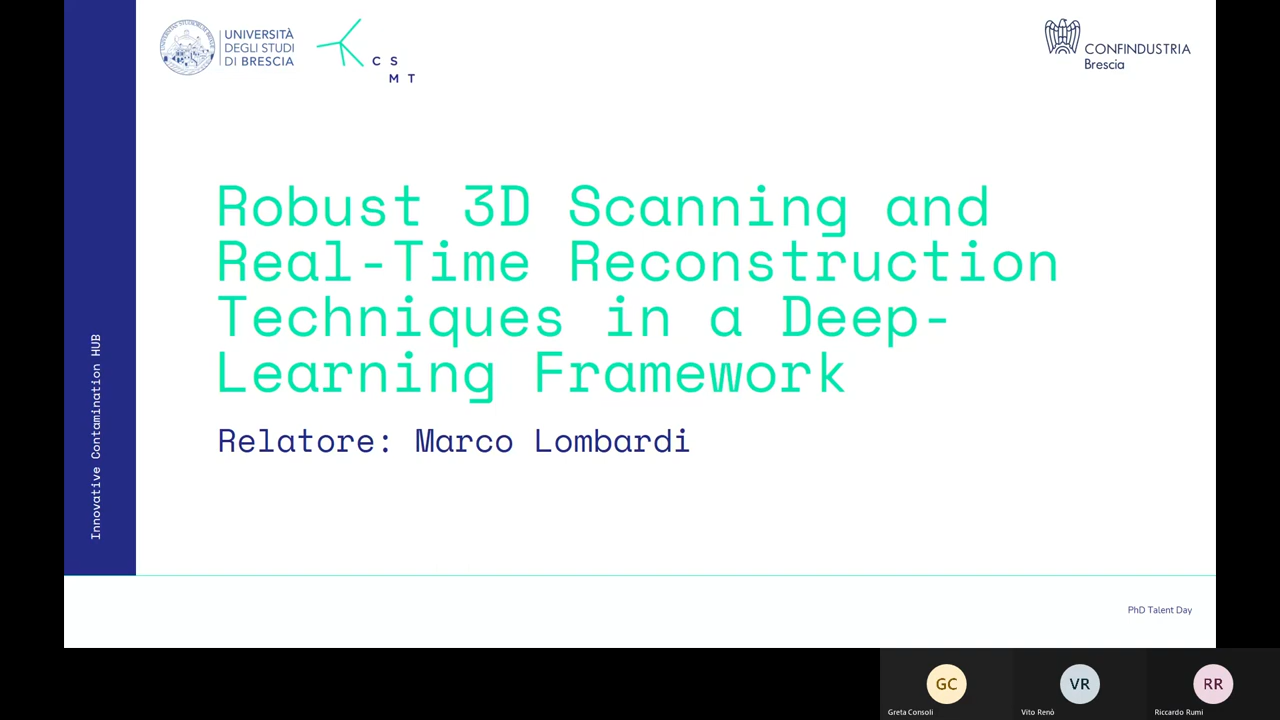 UNIVERSITÀ
DEGLI STUDI
DI BRESCIA
C S
M T
CONFINDUSTRIA
Brescia
Robust 3D Scanning and
Real-Time Reconstruction
Techniques in a Deep-
Learning Framework
Relatore: Marco Lombardi
Innovative Contamination HUB
PhD Talent Day
GC
VR
RR
Greta Consoli
Vito Renò
Riccardo Rumi